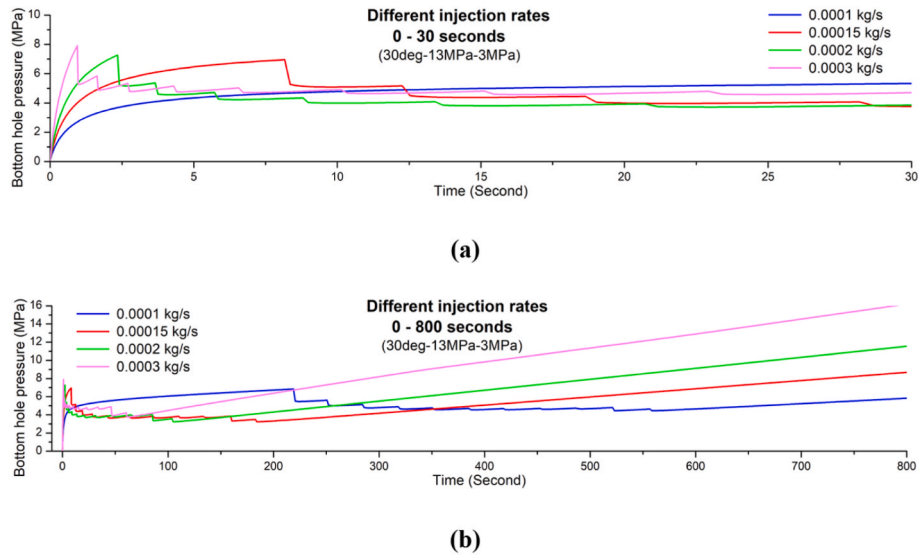 Different injection rates
0 - 30 seconds
(30deg-13MPa-3MPa)
0.0001 kg/s
0.00015 kg/s
0.0002 kg/s
0.0003 kg/s
Bottom hole pressure (MPa)
10
8
6
4
2
0
0 5 10 15 20 25 30
Time (Second)
(a)
Different injection rates
0 - 800 seconds
(30deg-13MPa-3MPa)
0.0001 kg/s
0.00015 kg/s
0.0002 kg/s
0.0003 kg/s
Bottom hole pressure (MPa)
16
14
12
10
8
6
4
2
0
0 100 200 300 400 500 600 700 800
Time (Second)
(b)